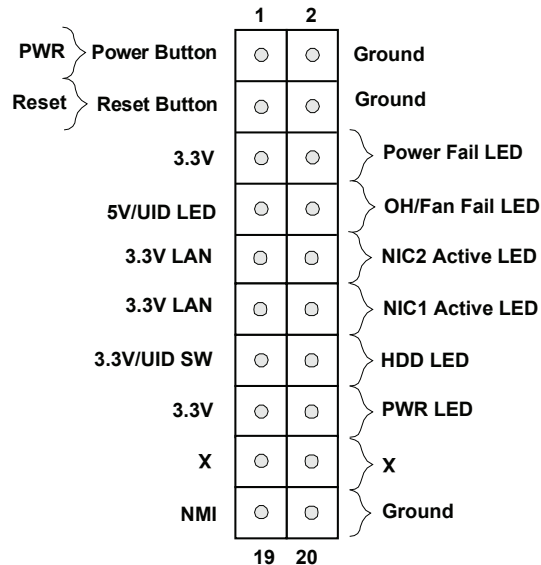 1 2
PWR Power Button Ground
Reset Reset Button Ground
3.3V Power Fail LED
5V/UID LED OH/Fan Fail LED
3.3V LAN NIC2 Active LED
3.3V LAN NIC1 Active LED
3.3V/UID SW HDD LED
3.3V PWR LED
X X
NMI Ground
19 20